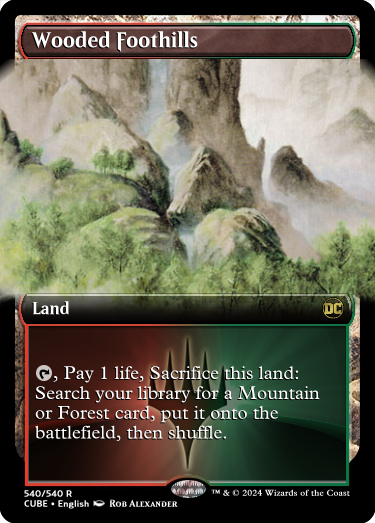 Wooded Foothills
Land
DC
, Pay 1 life, Sacrifice this land:
Search your library for a Mountain
or Forest card, put it onto the
battlefield, then shuffle.
540/540 R
CUBE • English Rob Alexander
™ & © 2024 Wizards of the Coast